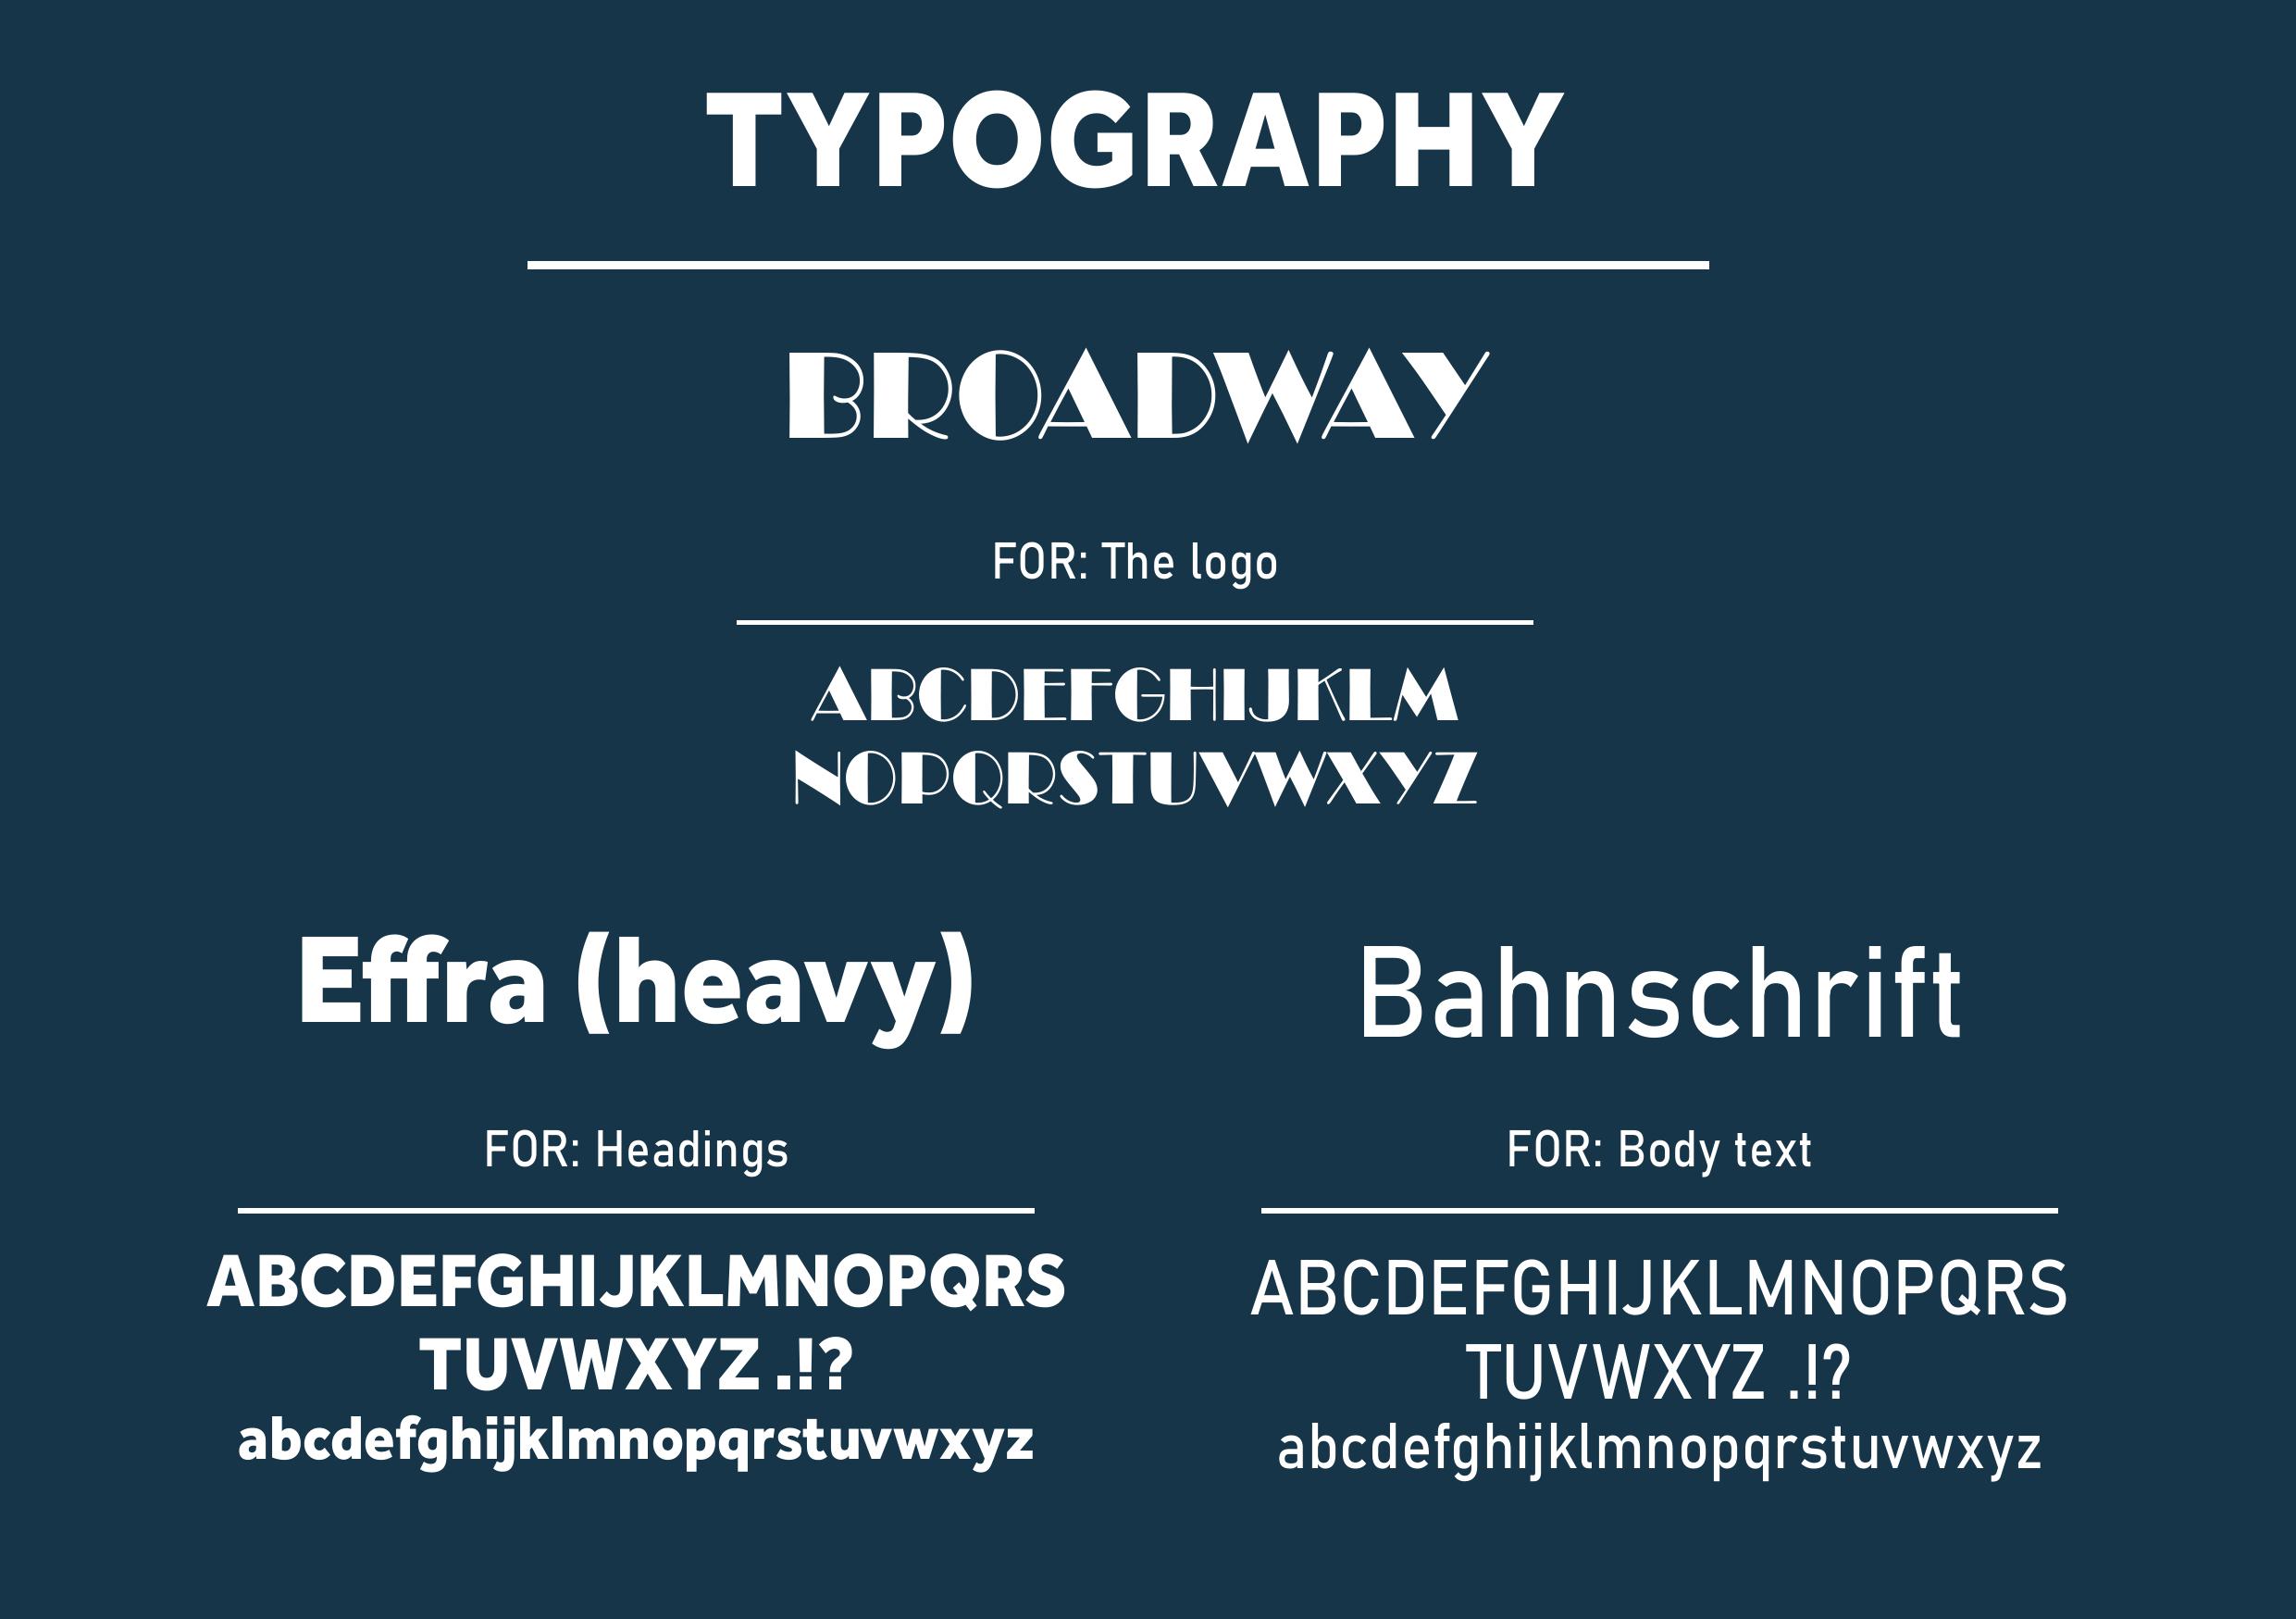 TYPOGRAPHY
BROADWAY
FOR: The logo
ABCDEFGHIJKLM
NOPQRSTUVWXYZ
Effra (heavy)
FOR: Headings
ABCDEFGHIJKLMNOPQRS
TUVWXYZ .!?
abcdefghijklmnopqrstuvwxyz
Bahnschrift
FOR: Body text
ABCDEFGHIJKLMNOPQRS
TUVWXYZ .!?
abcdefghijklmnopqrstuvwxyz